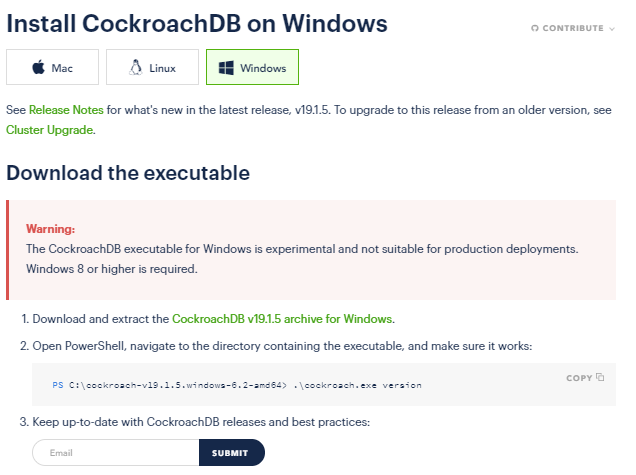 Install CockroachDB on Windows
CONTRIBUTE
Mac
Linux
Windows
See Release Notes for what's new in the latest release, v19.1.5. To upgrade to this release from an older version, see
Cluster Upgrade.
Download the executable
Warning:
The CockroachDB executable for Windows is experimental and not suitable for production deployments.
Windows 8 or higher is required.
1. Download and extract the CockroachDB v19.1.5 archive for Windows.
2. Open PowerShell, navigate to the directory containing the executable, and make sure it works:
COPY
PS C:\cockroach-v19.1.5.windows-6.2-amd64> .\cockroach.exe version
3. Keep up-to-date with CockroachDB releases and best practices:
Email
SUBMIT